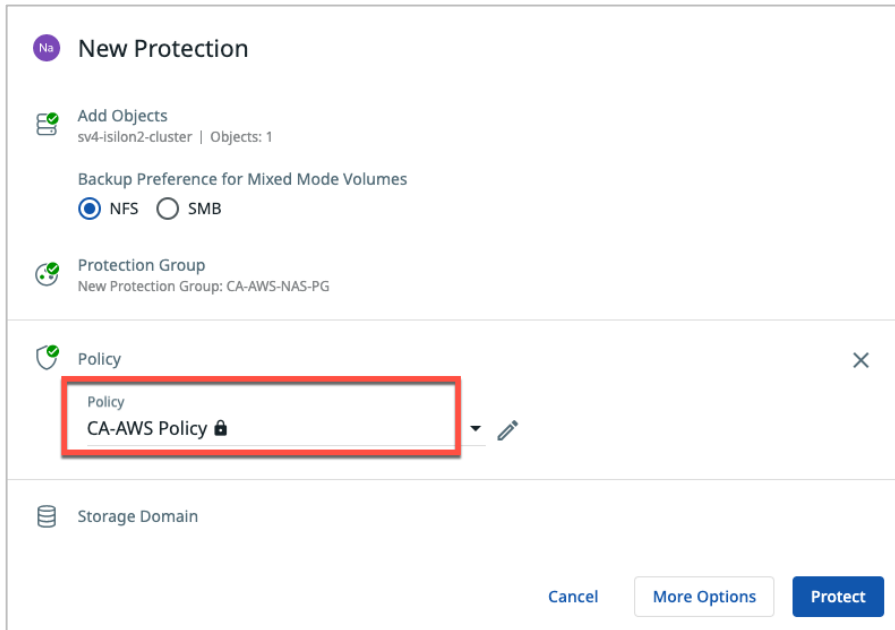 Na New Protection
Add Objects
sv4-isilon2-cluster | Objects: 1
Backup Preference for Mixed Mode Volumes
NFS SMB
Protection Group
New Protection Group: CA-AWS-NAS-PG
Policy
Policy
CA-AWS Policy
Storage Domain
Cancel More Options Protect